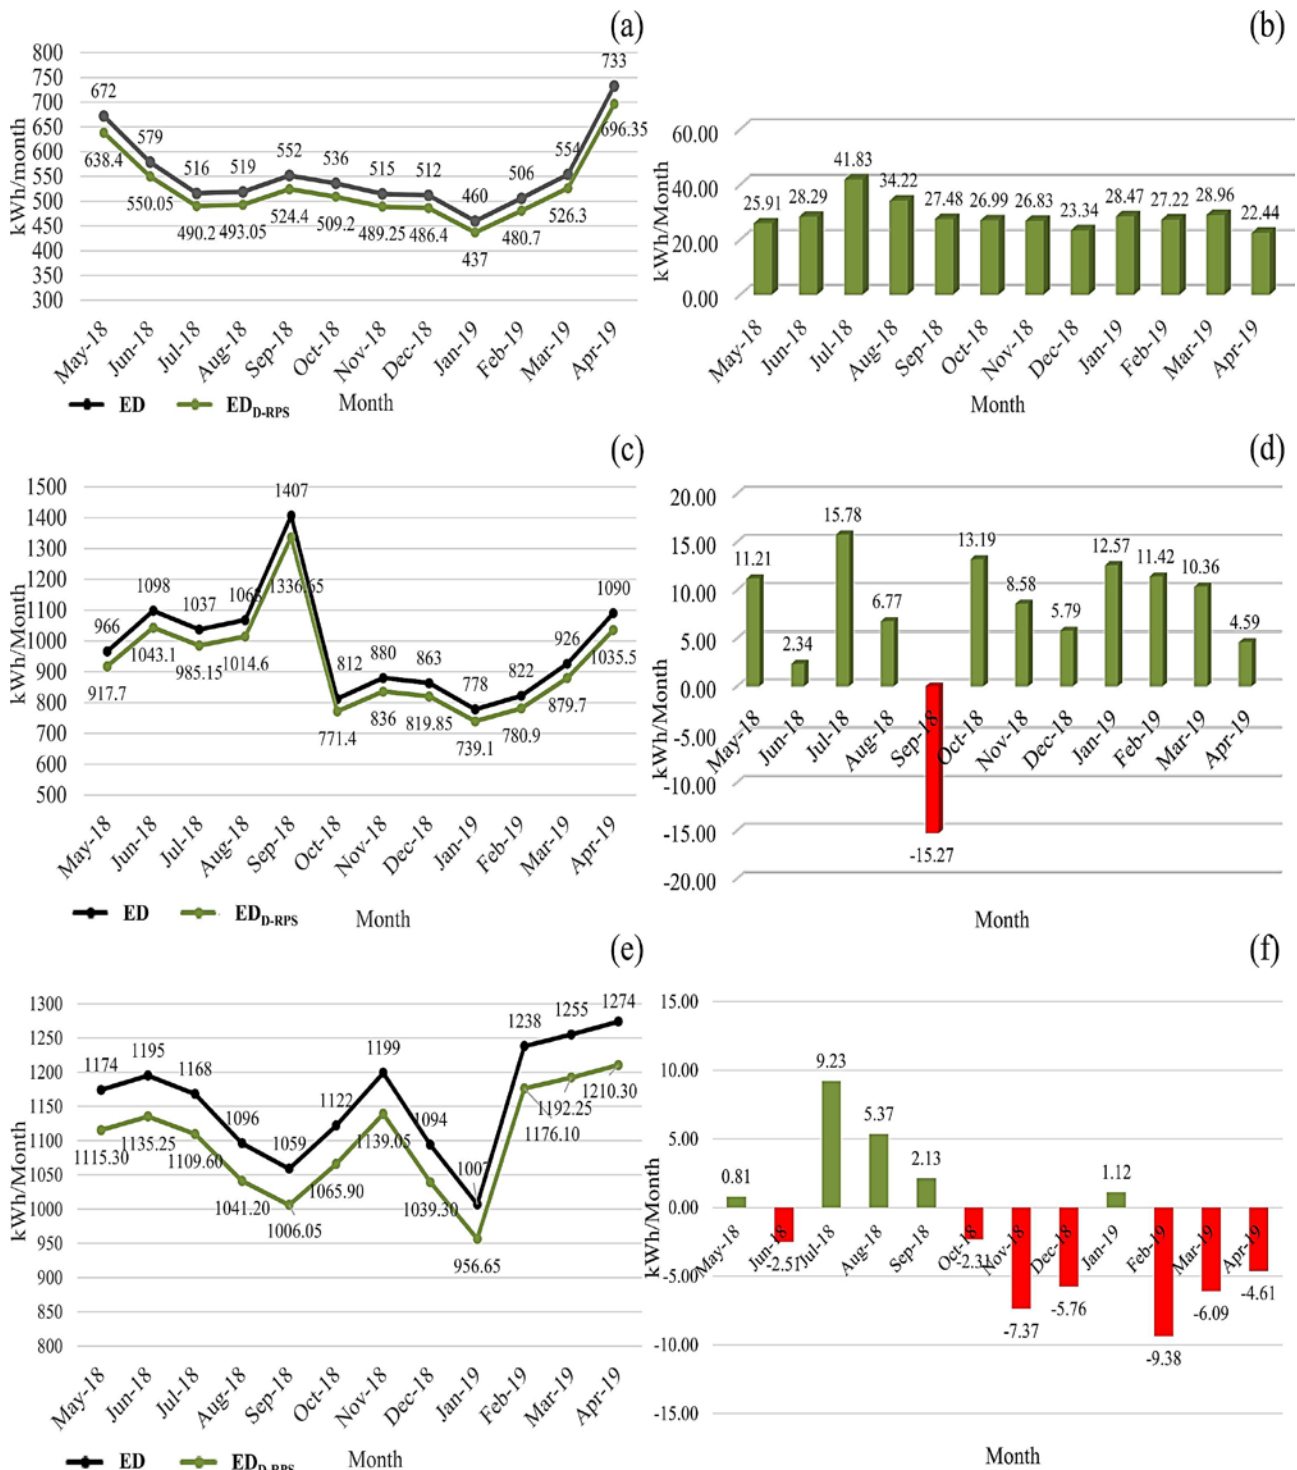 (a)
800
750
700
650
600
550
500
450
400
350
300
kWh/month
672
579
516
519
552
536
515
512
460
506
554
733
638.4
550.05
490.2
493.05
524.4
509.2
489.25
486.4
437
480.7
526.3
696.35
May-18
Jun-18
Jul-18
Aug-18
Sep-18
Oct-18
Nov-18
Dec-18
Jan-19
Feb-19
Mar-19
Apr-19
ED
ED_D-RPS
Month
(b)
60.00
40.00
20.00
0.00
kWh/Month
25.91
28.29
41.83
34.22
27.48
26.99
26.83
23.34
28.47
27.22
28.96
22.44
May-18
Jun-18
Jul-18
Aug-18
Sep-18
Oct-18
Nov-18
Dec-18
Jan-19
Feb-19
Mar-19
Apr-19
Month
(c)
1500
1400
1300
1200
1100
1000
900
800
700
600
500
kWh/Month
966
1098
1037
1407
812
880
863
778
822
926
1090
917.7
1043.1
985.15
1014.6
1336.65
771.4
836
819.85
739.1
780.9
879.7
1035.5
May-18
Jun-18
Jul-18
Aug-18
Sep-18
Oct-18
Nov-18
Dec-18
Jan-19
Feb-19
Mar-19
Apr-19
ED
ED_D-RPS
Month
(d)
20.00
15.00
10.00
5.00
0.00
-5.00
-10.00
-15.00
-20.00
kWh/Month
11.21
2.34
15.78
6.77
-15.27
13.19
8.58
5.79
12.57
11.42
10.36
4.59
May-18
Jun-18
Jul-18
Aug-18
Sep-18
Oct-18
Nov-18
Dec-18
Jan-19
Feb-19
Mar-19
Apr-19
Month
(e)
1300
1250
1200
1150
1100
1050
1000
950
900
850
800
kWh/Month
1174
1195
1168
1096
1059
1122
1199
1094
1007
1238
1255
1274
1115.30
1135.25
1109.60
1041.20
1006.05
1065.90
1139.05
1039.30
956.65
1176.10
1192.25
1210.30
May-18
Jun-18
Jul-18
Aug-18
Sep-18
Oct-18
Nov-18
Dec-18
Jan-19
Feb-19
Mar-19
Apr-19
ED
ED_D-RPS
Month
(f)
15.00
10.00
5.00
0.00
-5.00
-10.00
-15.00
kWh/Month
0.81
-2.51
9.23
5.37
2.13
-2.31
-7.37
-5.76
1.12
-9.38
-6.09
-4.61
May-18
Jun-18
Jul-18
Aug-18
Sep-18
Oct-18
Nov-18
Dec-18
Jan-19
Feb-19
Mar-19
Apr-19
Month